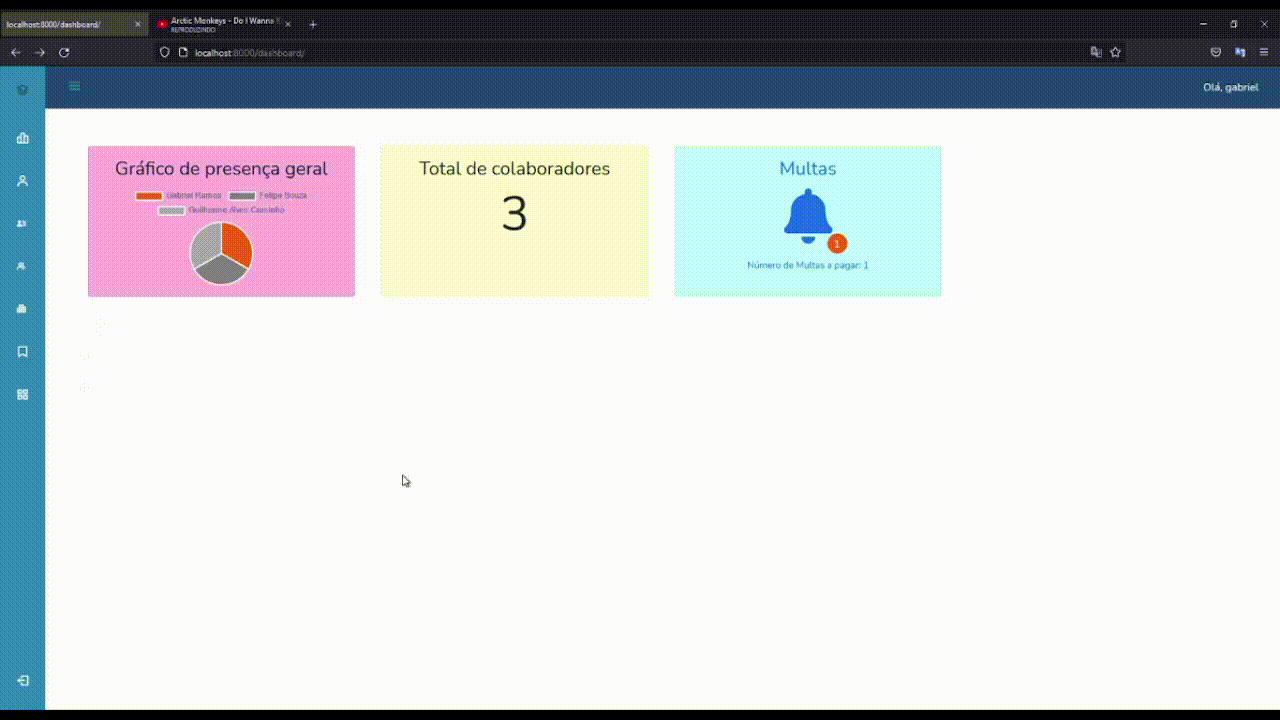 localhost:8000/dashboard/
Arctic Monkeys - Do I Wanna
REPRODUZINDO
localhost:8000/dashboard/
Olá, gabriel
Gráfico de presença geral
Gabriel Ramos Felipe Souza
Guilherme Alves
Total de colaboradores
3
Multas
1
Número de Multas a pagar: 1